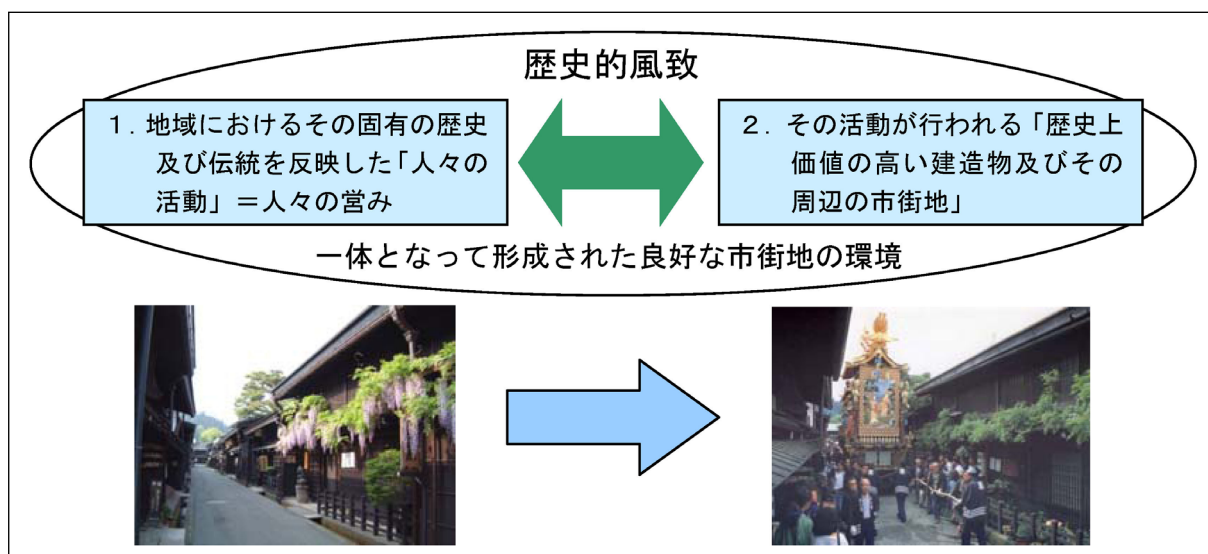 歴史的風致
１．地域におけるその固有の歴史
及び伝統を反映した「人々の
活動」＝人々の営み
２．その活動が行われる「歴史上
価値の高い建造物及びその
周辺の市街地」
一体となって形成された良好な市街地の環境